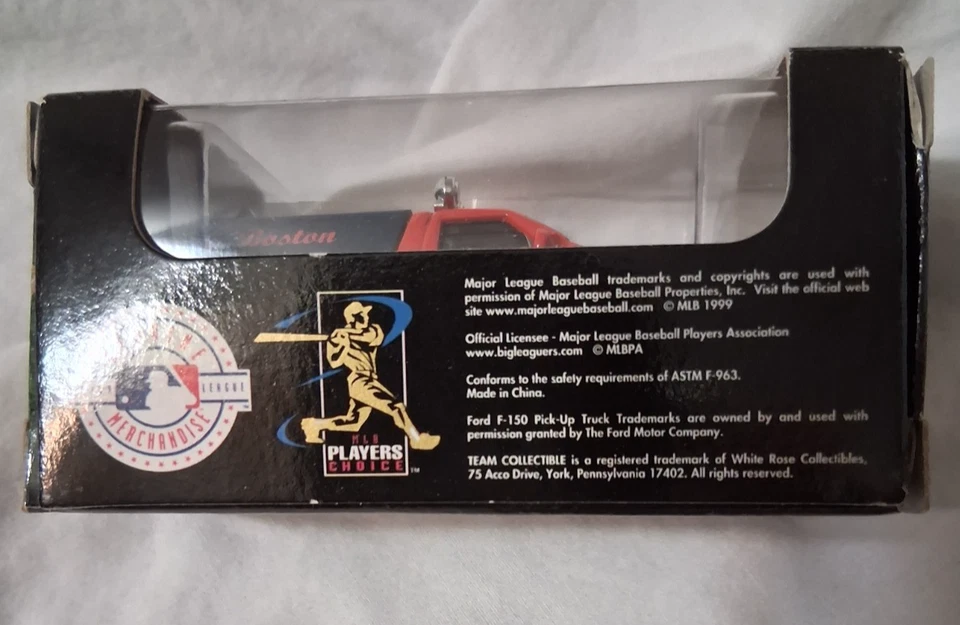 Boston
GENUINE
LEAGUE
MERCHANDISE
MLB
PLAYERS
CHOICE
TM
Major League Baseball trademarks and copyrights are used with
permission of Major League Baseball Properties, Inc. Visit the official web
site www.majorleaguebaseball.com © MLB 1999
Official Licensee - Major League Baseball Players Association
www.bigleaguers.com © MLBPA
Conforms to the safety requirements of ASTM F-963.
Made in China.
Ford F-150 Pick-Up Truck Trademarks are owned by and used with
permission granted by The Ford Motor Company.
TEAM COLLECTIBLE is a registered trademark of White Rose Collectibles,
75 Acco Drive, York, Pennsylvania 17402. All rights reserved.